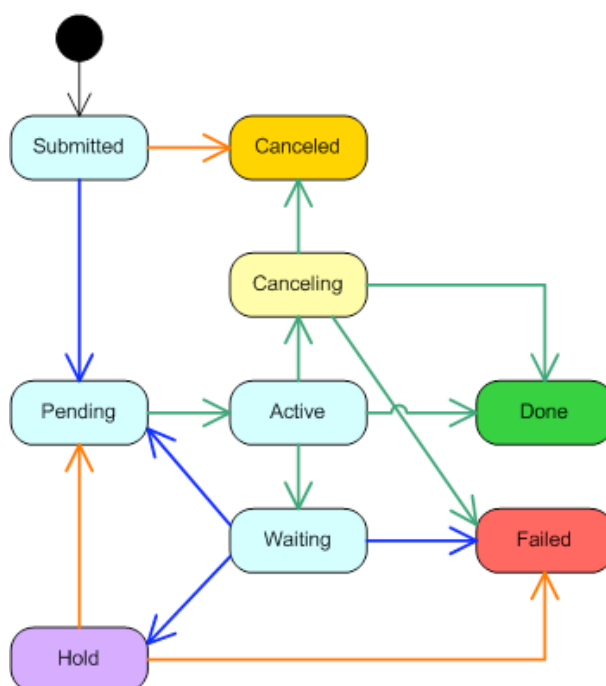 Submitted
Canceled
Canceling
Pending
Active
Done
Waiting
Failed
Hold